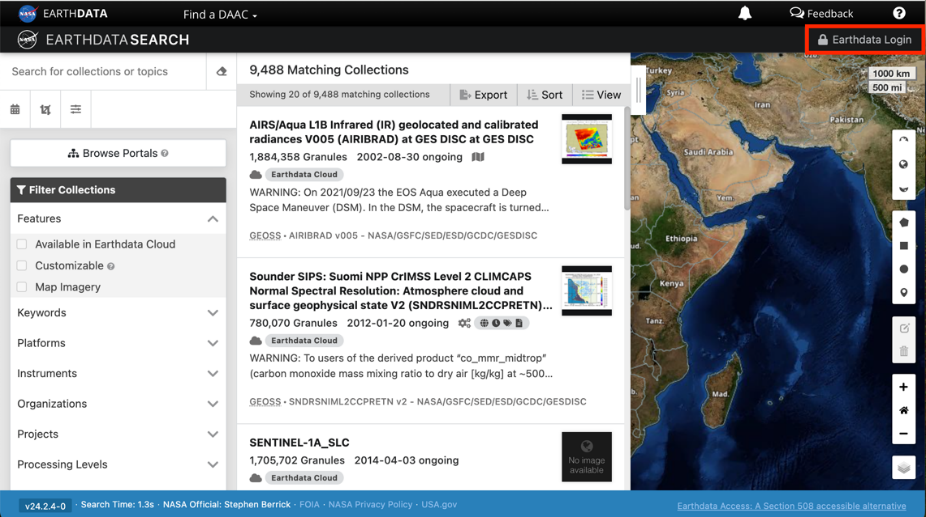 NASA EARTHDATA Find a DAAC Feedback ?
NASA EARTHDATA SEARCH Earthdata Login
Search for collections or topics
9,488 Matching Collections
Showing 20 of 9,488 matching collections Export Sort View
Browse Portals
Filter Collections
Features
Available in Earthdata Cloud
Customizable
Map Imagery
Keywords
Platforms
Instruments
Organizations
Projects
Processing Levels
AIRS/Aqua L1B Infrared (IR) geolocated and calibrated
radiances V005 (AIRIBRAD) at GES DISC at GES DISC
1,884,358 Granules 2002-08-30 ongoing
Earthdata Cloud
WARNING: On 2021/09/23 the EOS Aqua executed a Deep
Space Maneuver (DSM). In the DSM, the spacecraft is turned...
GEOSS • AIRIBRAD v005 - NASA/GSFC/SED/ESD/GCDC/GESDISC
Sounder SIPS: Suomi NPP CrIMSS Level 2 CLIMCAPS
Normal Spectral Resolution: Atmosphere cloud and
surface geophysical state V2 (SNDRSNIML2CCPRETN)...
780,070 Granules 2012-01-20 ongoing
Earthdata Cloud
WARNING: To users of the derived product "co_mmr_midtrop"
(carbon monoxide mass mixing ratio to dry air [kg/kg] at ~500...
GEOSS • SNDRSNIML2CCPRETN v2 - NASA/GSFC/SED/ESD/GCDC/GESDISC
SENTINEL-1A_SLC
1,705,702 Granules 2014-04-03 ongoing
Earthdata Cloud
No image
available
1000 km
500 mi
Turkey
Syria
Iran
Pakistan
Saudi Arabia
Yem.
Ethiopia
Kenya
Tanz.
Mad.
v24.2.4-0 · Search Time: 1.3s · NASA Official: Stephen Berrick · FOIA · NASA Privacy Policy · USA.gov
Earthdata Access: A Section 508 accessible alternative